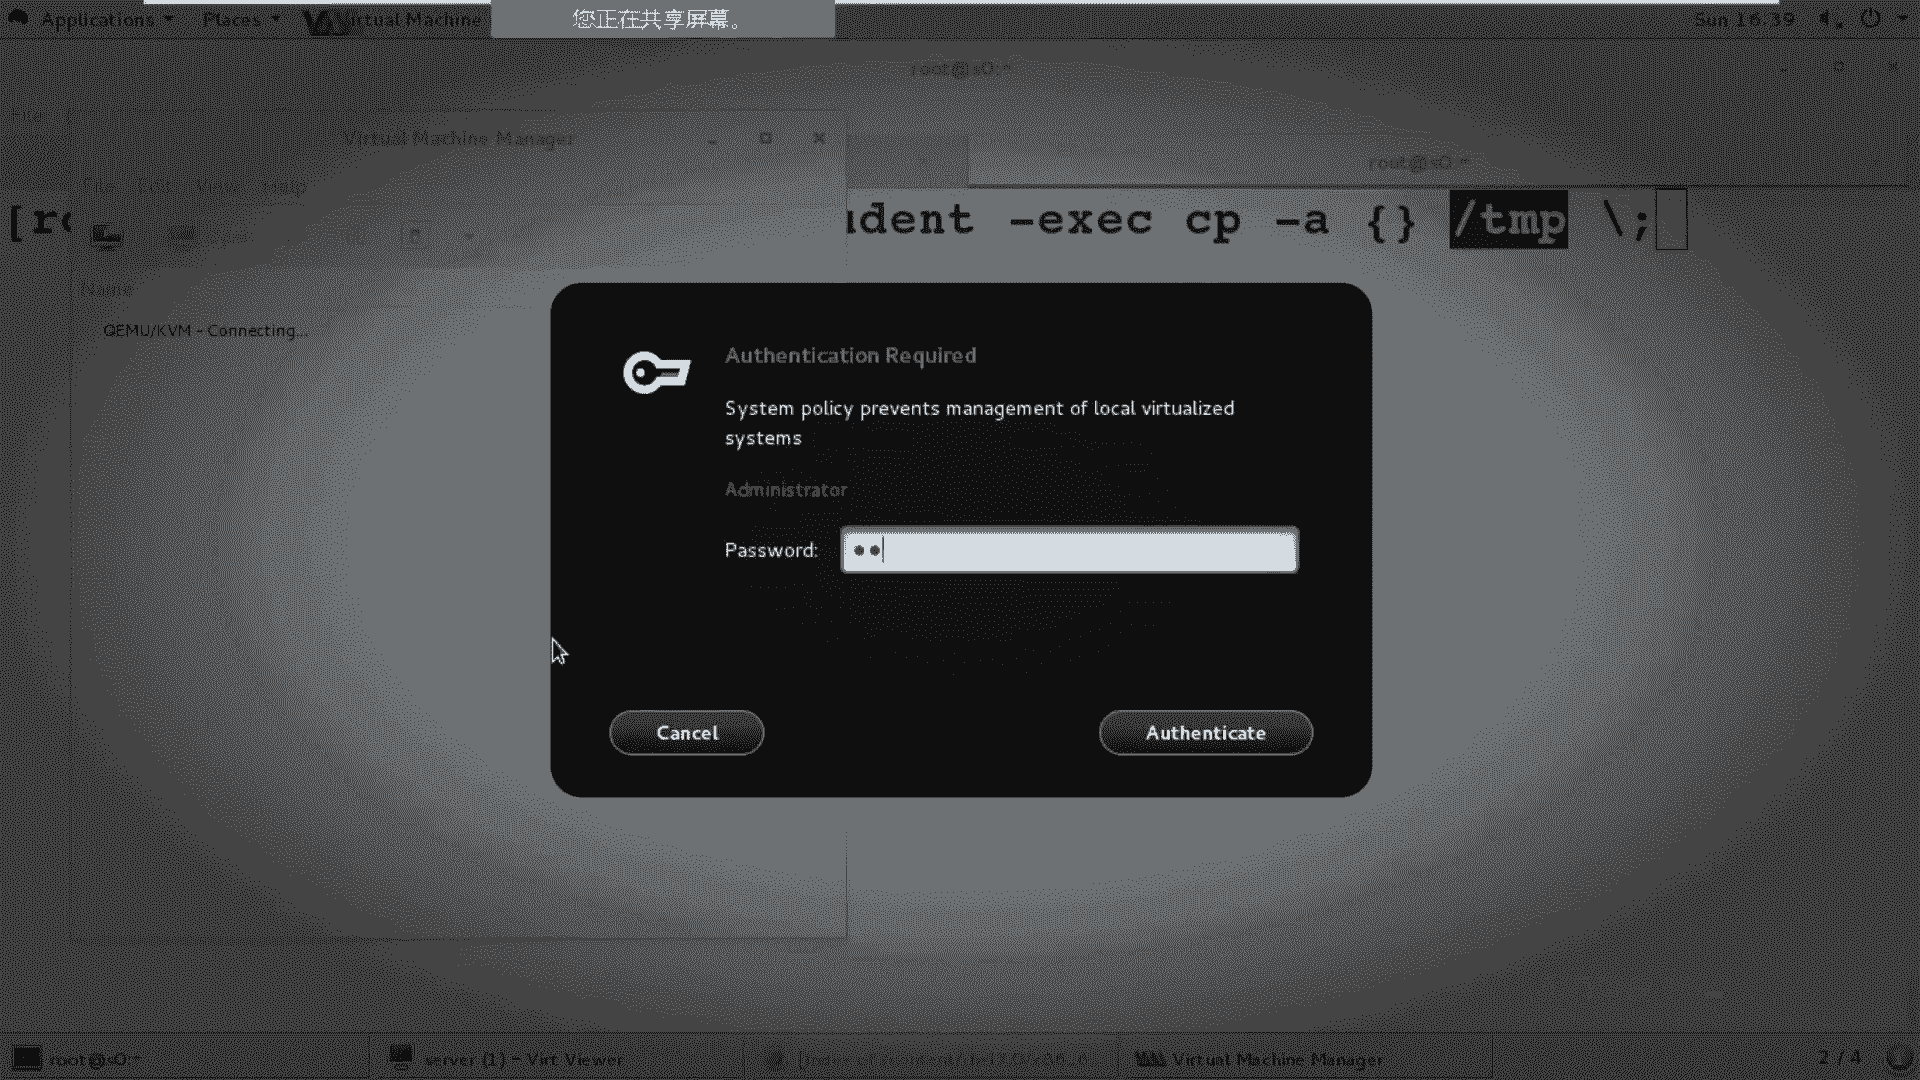 Applications Places Virtual Machine 您正在共享屏幕。 Sun 16:39
root@s0:~
File
Virtual Machine Manager
root@s0:~
File Edit View Help
[ro udent -exec cp -a {} /tmp \;
Name
QEMU/KVM - Connecting...
Authentication Required
System policy prevents management of local virtualized
systems
Administrator
Password: ●●
Cancel Authenticate
root@s0:~ server (1) - Virt Viewer Virtual Machine Manager 2 / 4